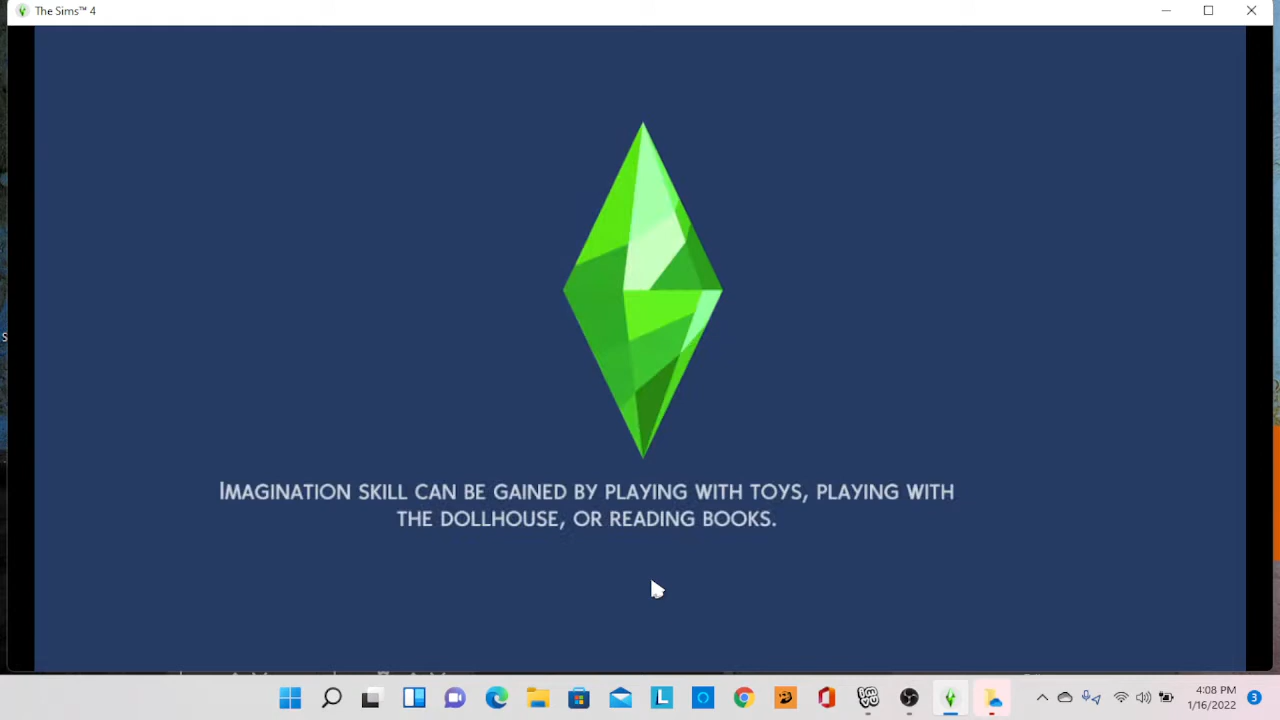 The Sims™ 4
IMAGINATION SKILL CAN BE GAINED BY PLAYING WITH TOYS, PLAYING WITH
THE DOLLHOUSE, OR READING BOOKS.
4:08 PM
1/16/2022
3